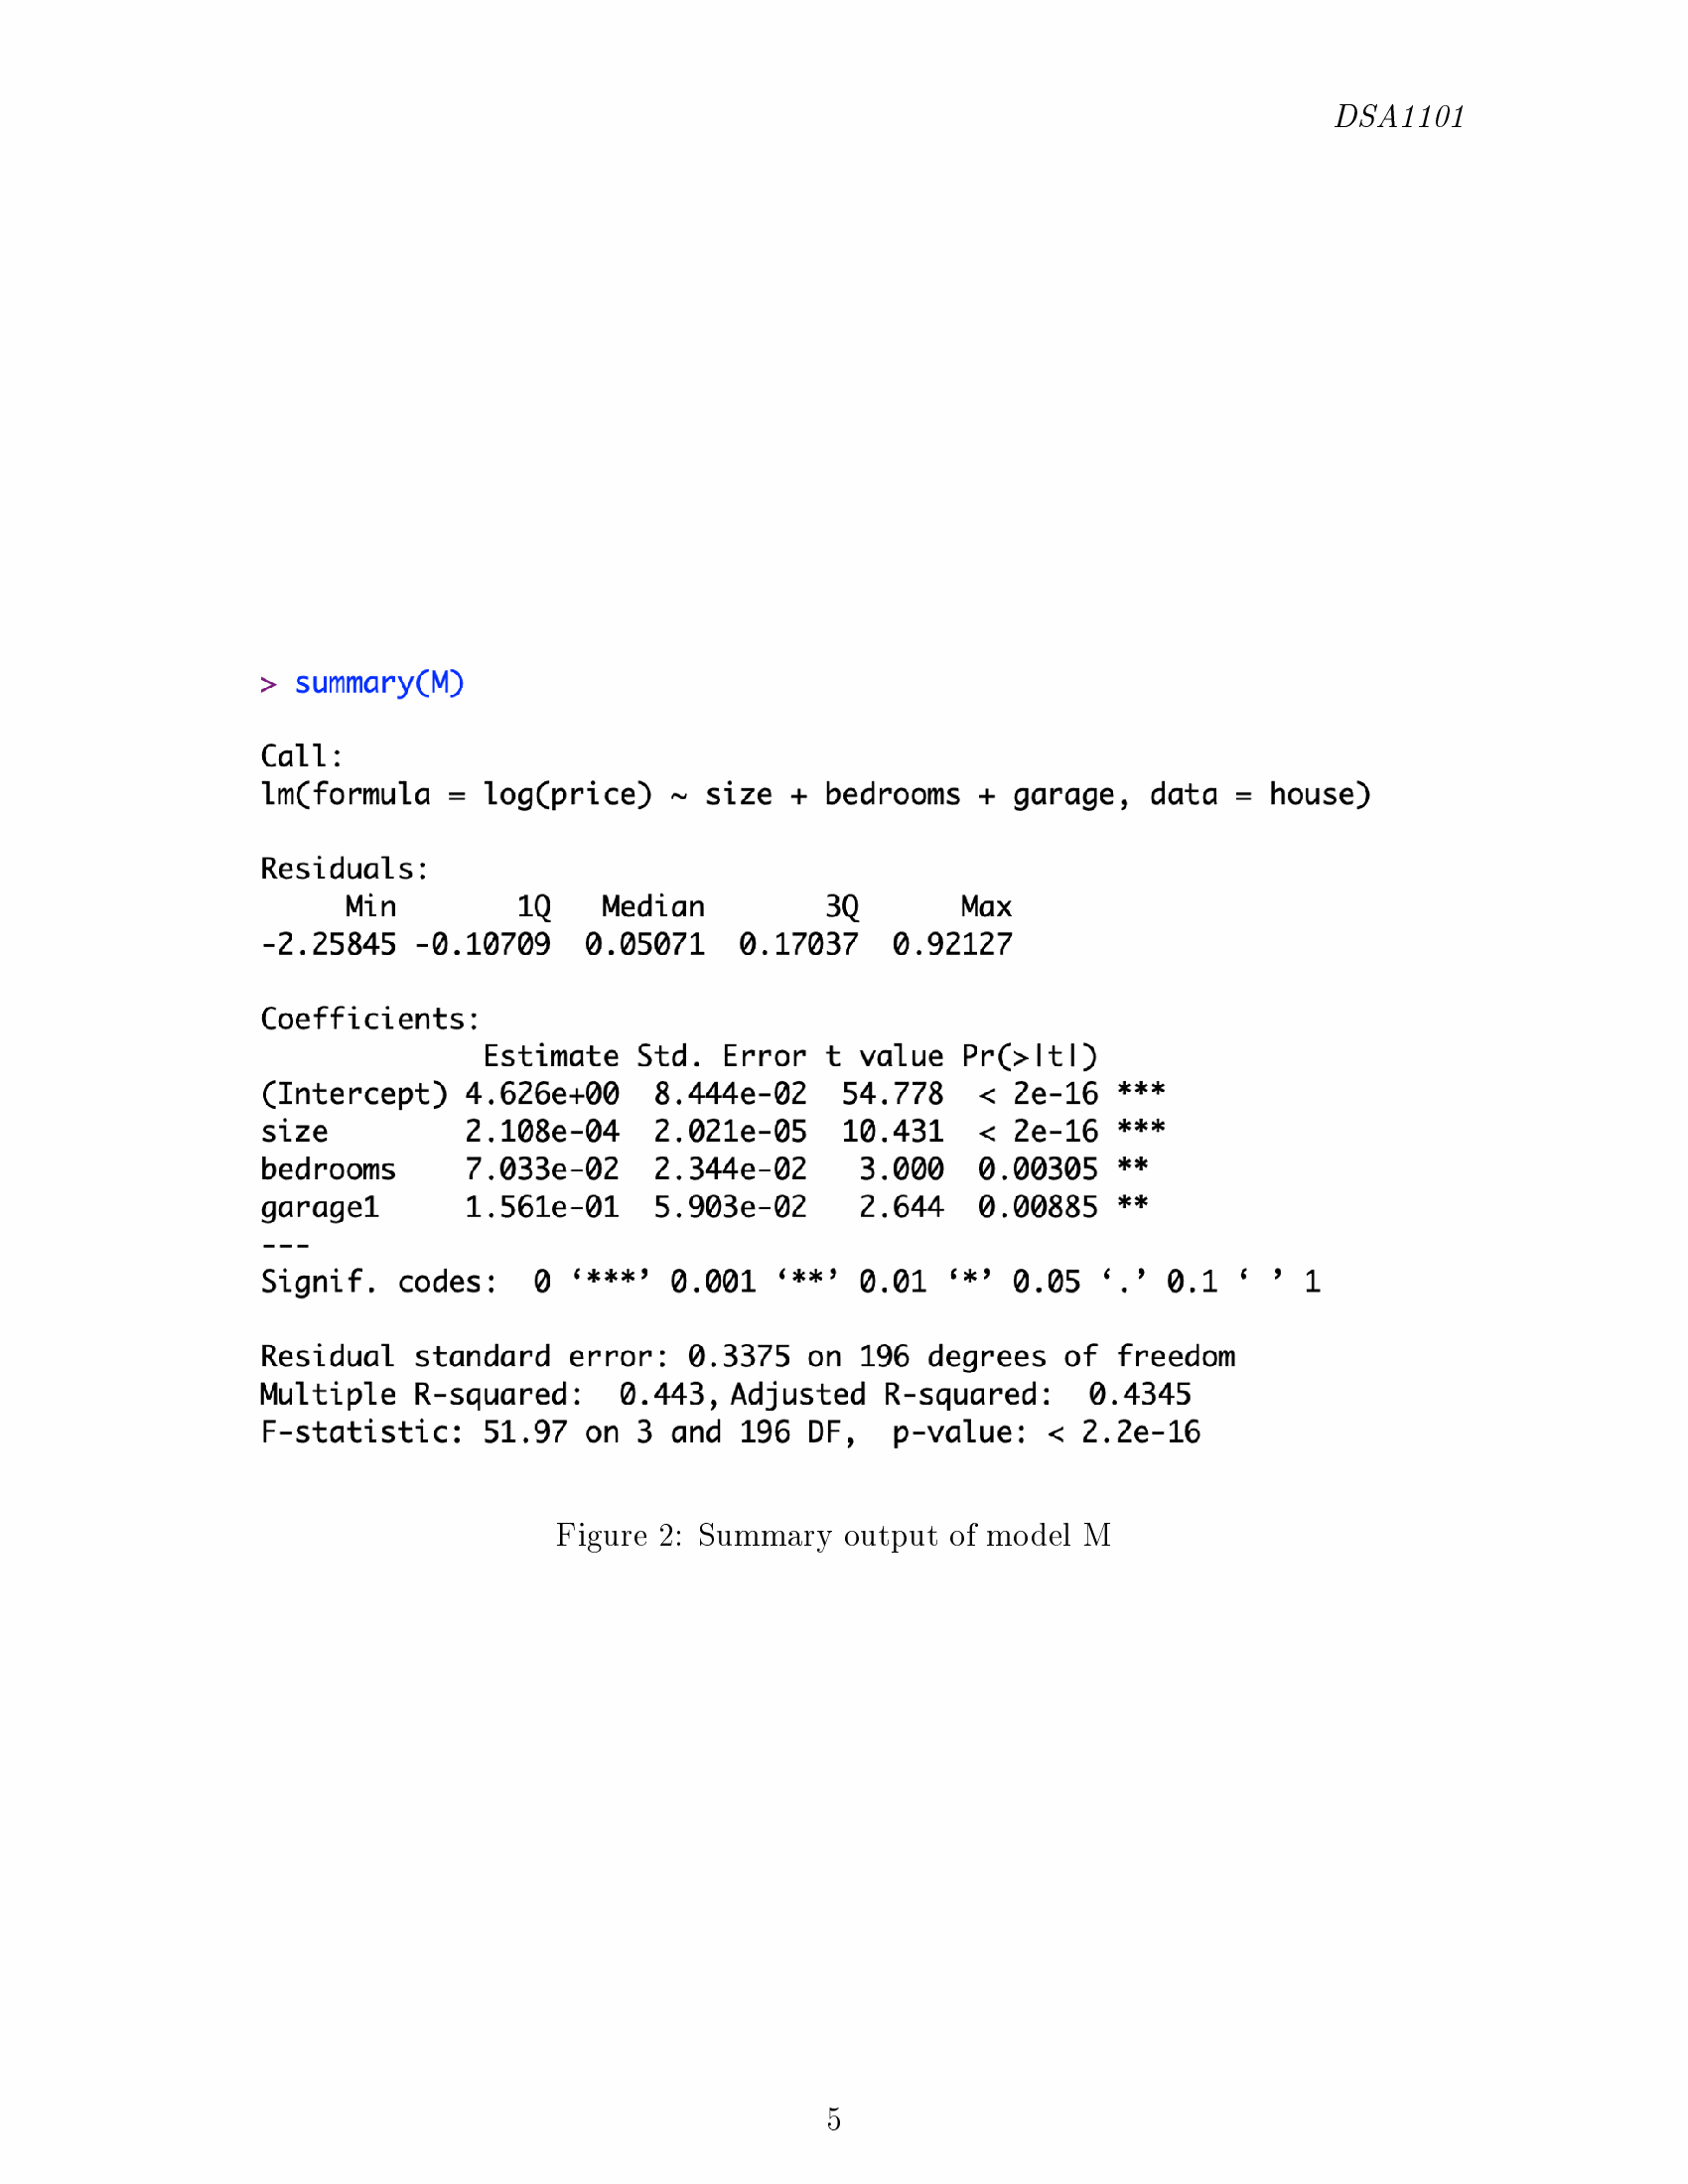 DSA1101
> summary(M)
Call:
lm(formula = log(price) ~ size + bedrooms + garage, data = house)
Residuals:
     Min       1Q   Median       3Q      Max
-2.25845 -0.10709  0.05071  0.17037  0.92127
Coefficients:
             Estimate Std. Error t value Pr(>|t|)
(Intercept) 4.626e+00  8.444e-02  54.778  < 2e-16 ***
size        2.108e-04  2.021e-05  10.431  < 2e-16 ***
bedrooms    7.033e-02  2.344e-02   3.000  0.00305 **
garage1     1.561e-01  5.903e-02   2.644  0.00885 **
---
Signif. codes:  0 ‘***’ 0.001 ‘**’ 0.01 ‘*’ 0.05 ‘.’ 0.1 ‘ ’ 1
Residual standard error: 0.3375 on 196 degrees of freedom
Multiple R-squared:  0.443, Adjusted R-squared:  0.4345
F-statistic: 51.97 on 3 and 196 DF,  p-value: < 2.2e-16
Figure 2: Summary output of model M
5